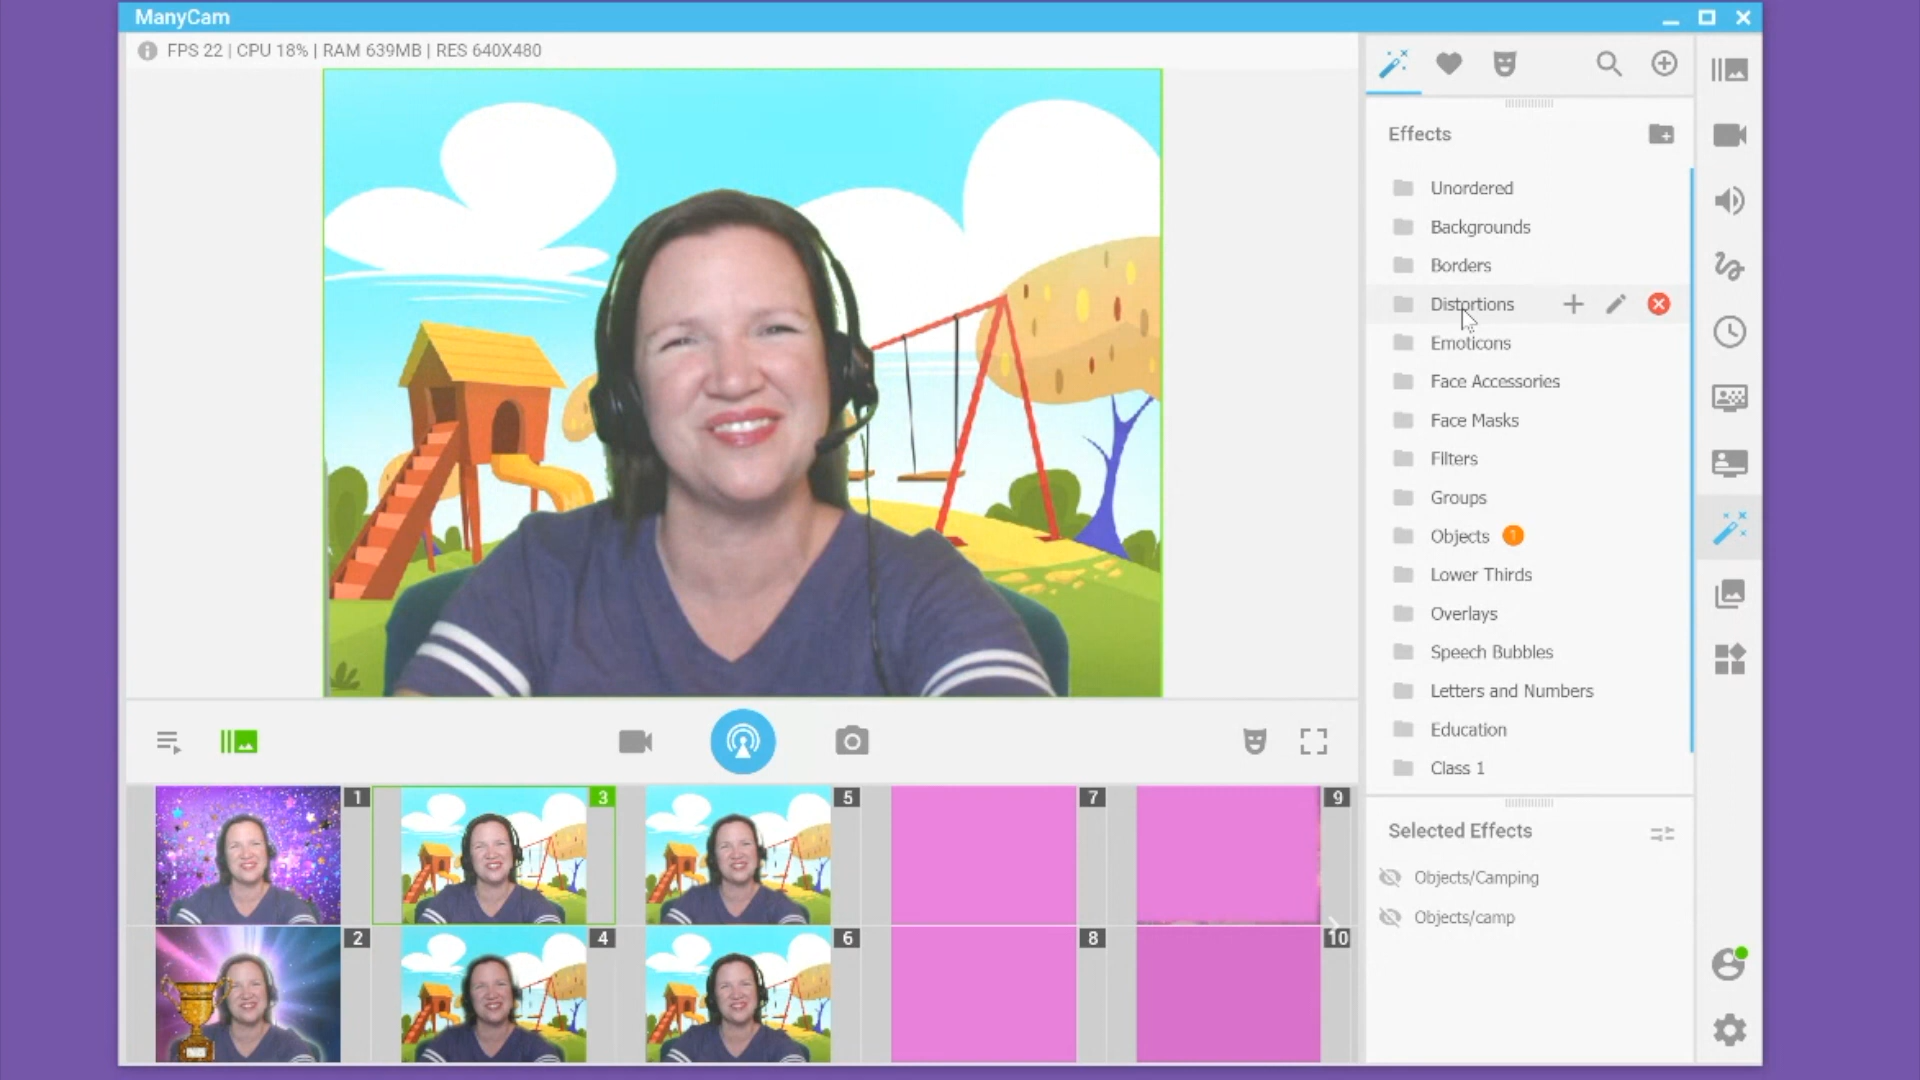 ManyCam
FPS 22 | CPU 18% | RAM 639MB | RES 640X480
Effects
Unordered
Backgrounds
Borders
Distortions
Emoticons
Face Accessories
Face Masks
Filters
Groups
Objects 1
Lower Thirds
Overlays
Speech Bubbles
Letters and Numbers
Education
Class 1
Selected Effects
Objects/Camping
Objects/camp
1
3
5
7
9
2
4
6
8
10